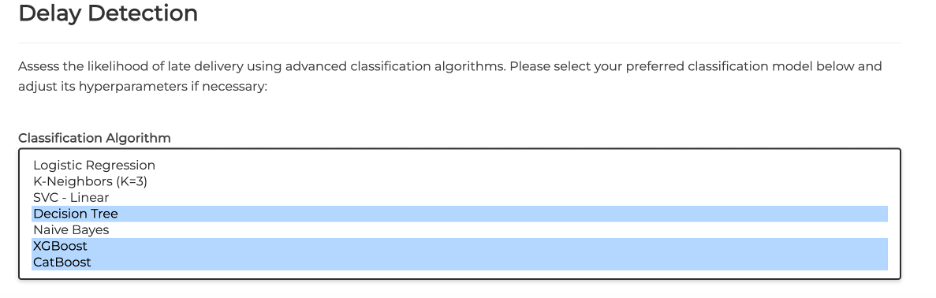 Delay Detection
Assess the likelihood of late delivery using advanced classification algorithms. Please select your preferred classification model below and
adjust its hyperparameters if necessary:
Classification Algorithm
Logistic Regression
K-Neighbors (K=3)
SVC - Linear
Decision Tree
Naive Bayes
XGBoost
CatBoost